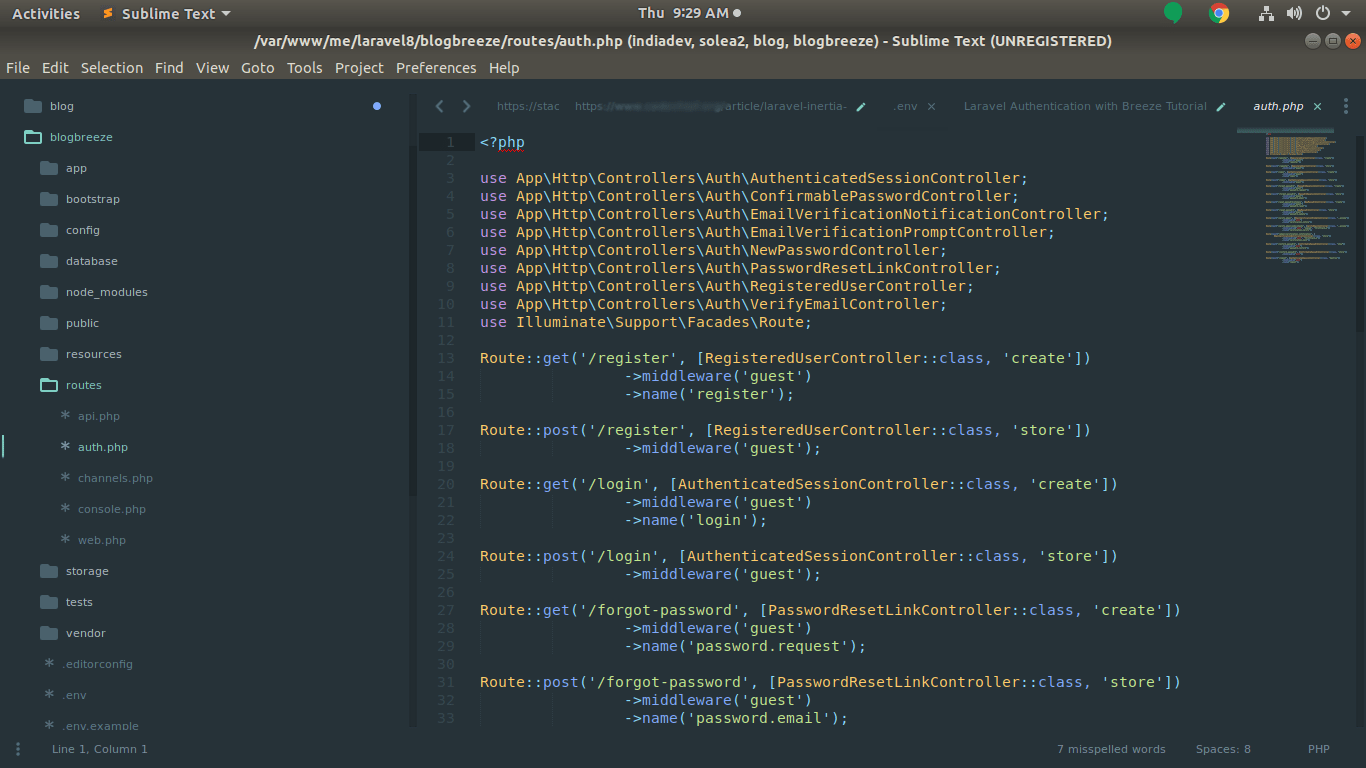 Activities Sublime Text Thu 9:29 AM
/var/www/me/laravel8/blogbreeze/routes/auth.php (indiadev, solea2, blog, blogbreeze) - Sublime Text (UNREGISTERED)
File Edit Selection Find View Goto Tools Project Preferences Help
blog
blogbreeze
app
bootstrap
config
database
node_modules
public
resources
routes
api.php
auth.php
channels.php
console.php
web.php
storage
tests
vendor
.editorconfig
.env
.env.example
https://stac https:// /article/laravel-inertia- .env Laravel Authentication with Breeze Tutorial auth.php
1 <?php
2
3 use App\Http\Controllers\Auth\AuthenticatedSessionController;
4 use App\Http\Controllers\Auth\ConfirmablePasswordController;
5 use App\Http\Controllers\Auth\EmailVerificationNotificationController;
6 use App\Http\Controllers\Auth\EmailVerificationPromptController;
7 use App\Http\Controllers\Auth\NewPasswordController;
8 use App\Http\Controllers\Auth\PasswordResetLinkController;
9 use App\Http\Controllers\Auth\RegisteredUserController;
10 use App\Http\Controllers\Auth\VerifyEmailController;
11 use Illuminate\Support\Facades\Route;
12
13 Route::get('/register', [RegisteredUserController::class, 'create'])
14 ->middleware('guest')
15 ->name('register');
16
17 Route::post('/register', [RegisteredUserController::class, 'store'])
18 ->middleware('guest');
19
20 Route::get('/login', [AuthenticatedSessionController::class, 'create'])
21 ->middleware('guest')
22 ->name('login');
23
24 Route::post('/login', [AuthenticatedSessionController::class, 'store'])
25 ->middleware('guest');
26
27 Route::get('/forgot-password', [PasswordResetLinkController::class, 'create'])
28 ->middleware('guest')
29 ->name('password.request');
30
31 Route::post('/forgot-password', [PasswordResetLinkController::class, 'store'])
32 ->middleware('guest')
33 ->name('password.email');
Line 1, Column 1 7 misspelled words Spaces: 8 PHP